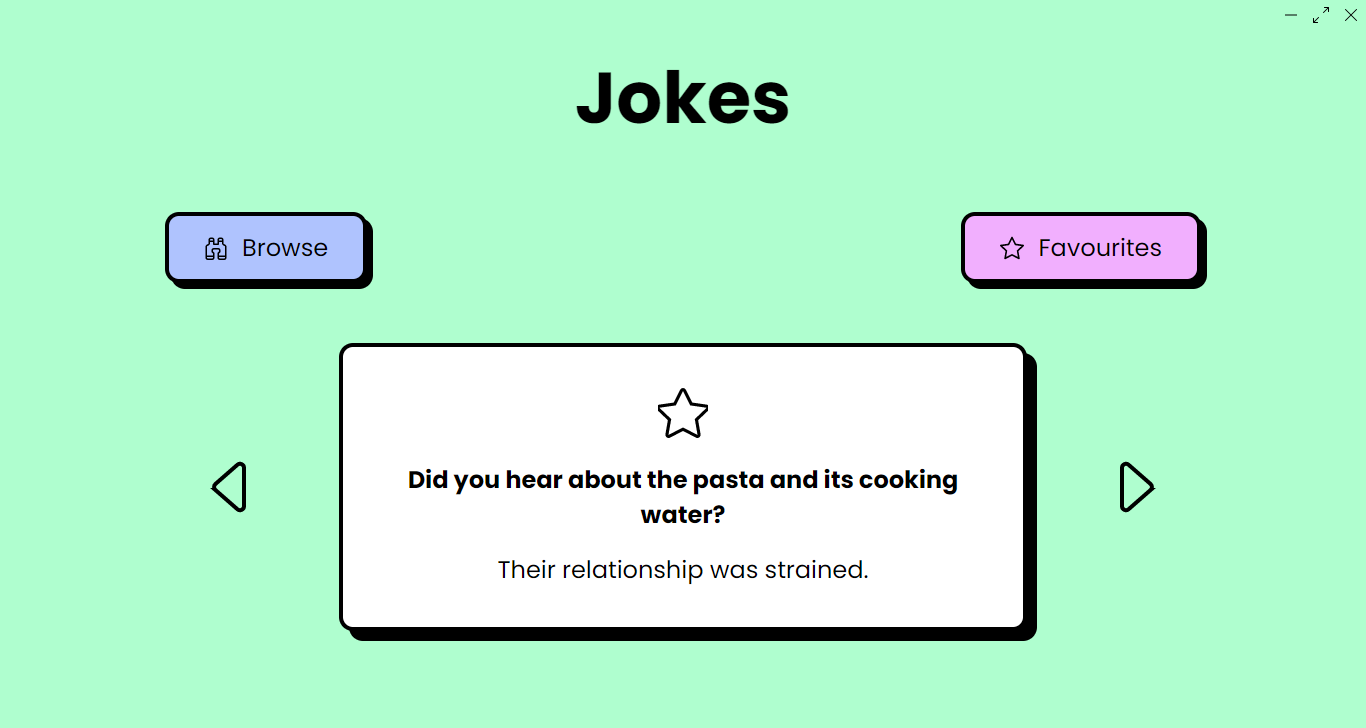 Jokes
Browse
Favourites
Did you hear about the pasta and its cooking
water?
Their relationship was strained.